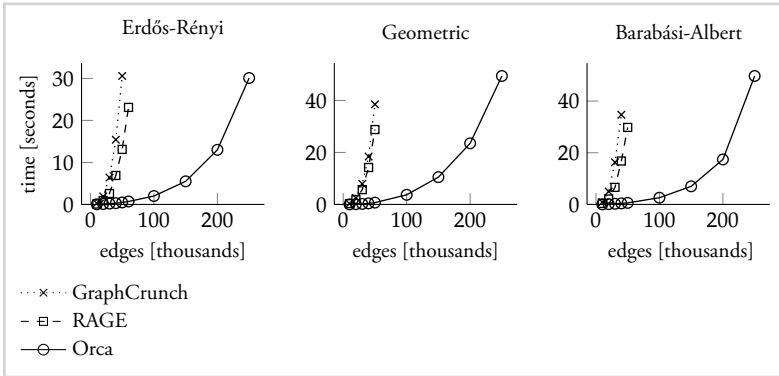 Erdős-Rényi
Geometric
Barabási-Albert
time [seconds]
30
20
10
0
0
100
200
edges [thousands]
40
20
0
0
100
200
edges [thousands]
40
20
0
0
100
200
edges [thousands]
GraphCrunch
RAGE
Orca